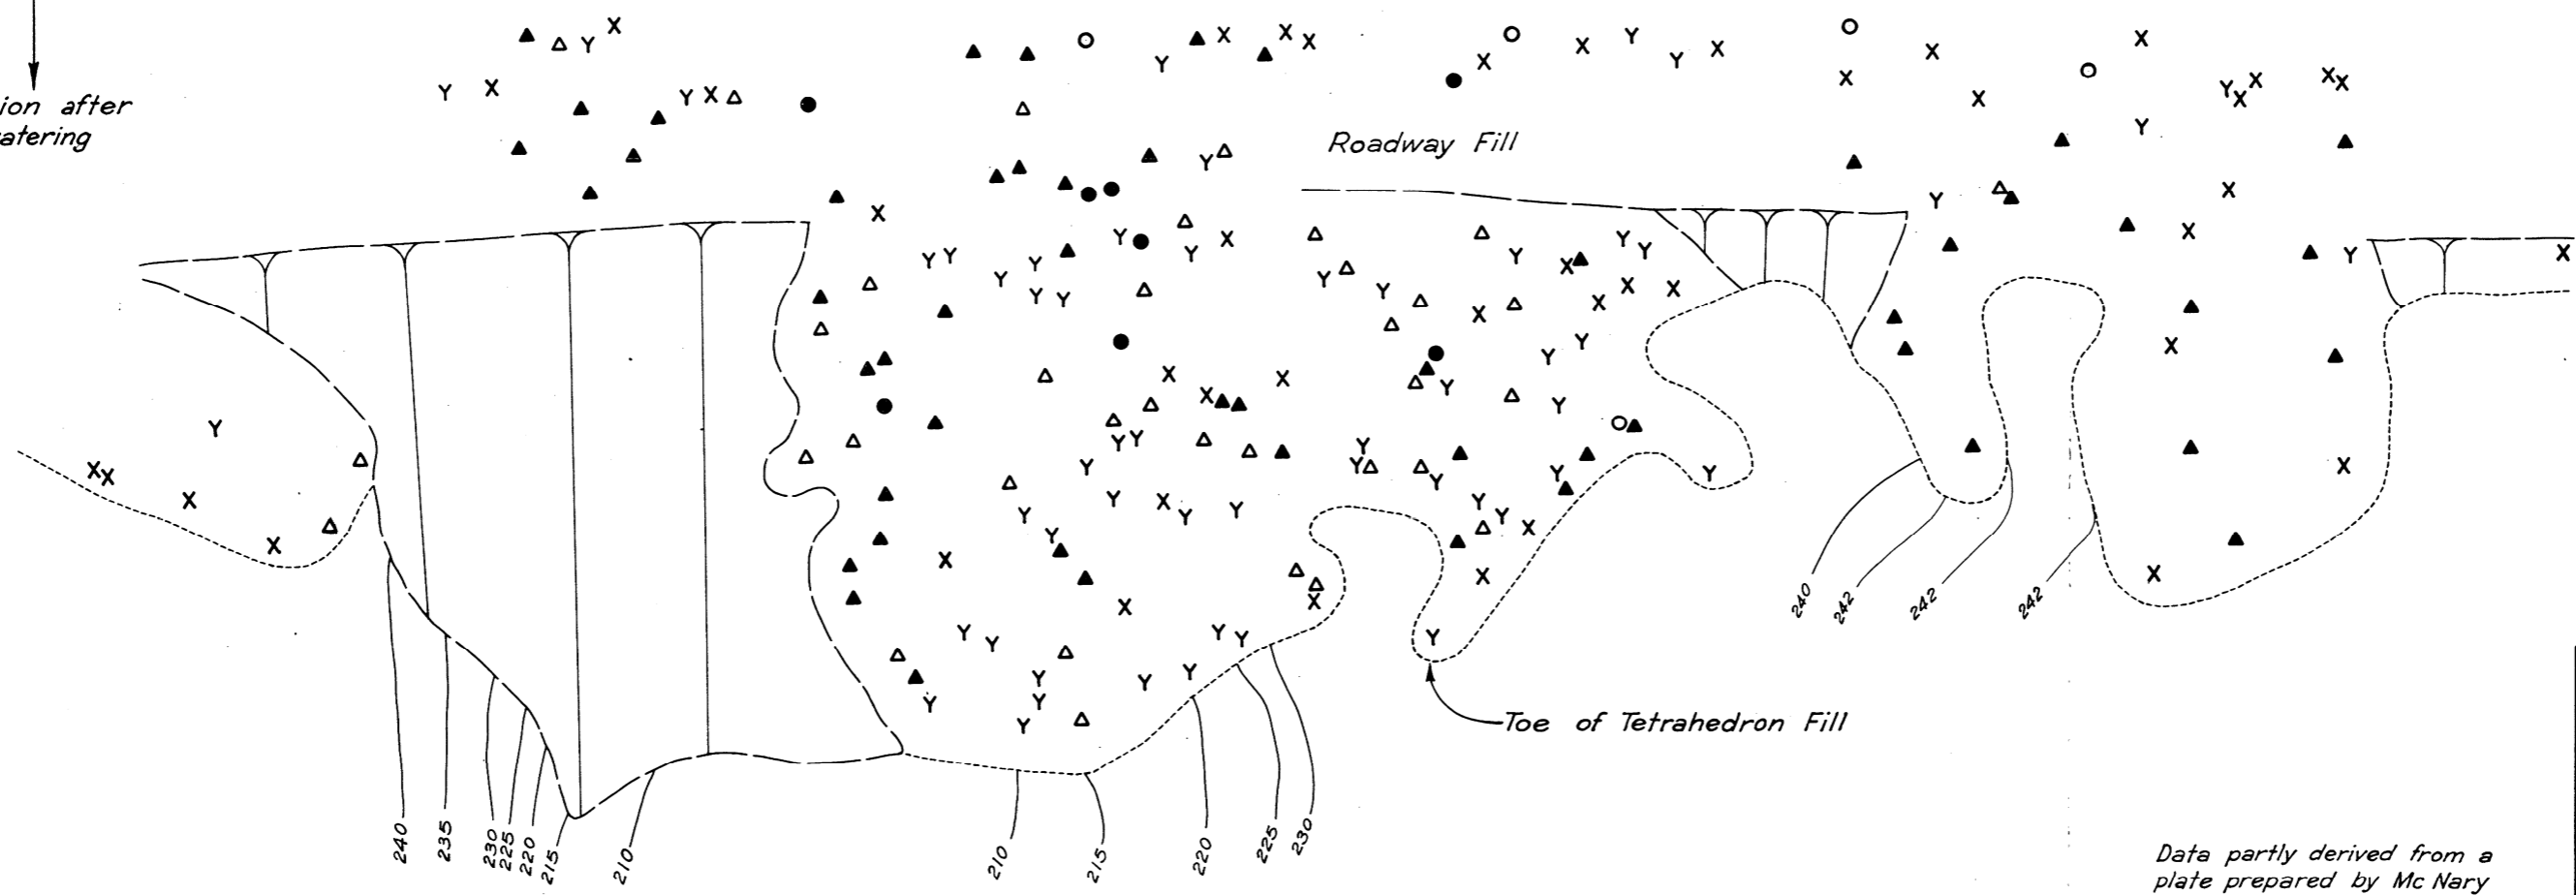 ion after
atering
Roadway Fill
Toe of Tetrahedron Fill
240
242
242
242
240
235
230
225
220
215
210
210
215
220
225
230
Data partly derived from a
plate prepared by Mc Nary